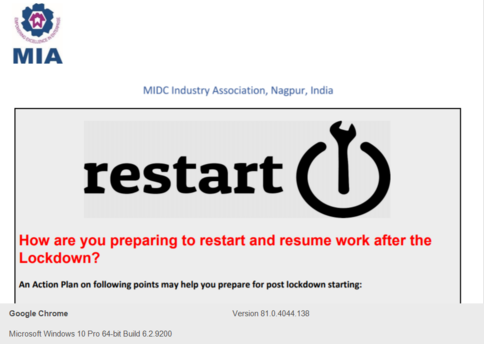 MIA
MIDC Industry Association, Nagpur, India
restart
How are you preparing to restart and resume work after the
Lockdown?
An Action Plan on following points may help you prepare for post lockdown starting:
Google Chrome Version 81.0.4044.138
Microsoft Windows 10 Pro 64-bit Build 6.2.9200